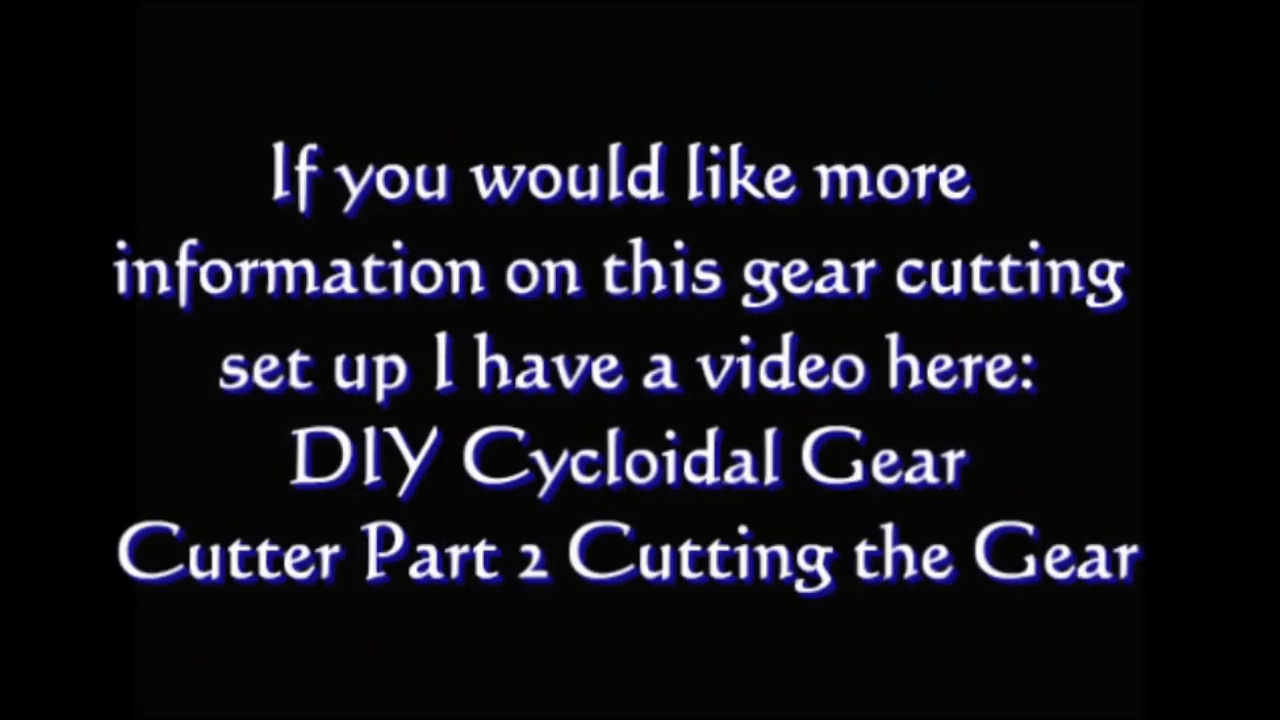 If you would like more
information on this gear cutting
set up I have a video here:
DIY Cycloidal Gear
Cutter Part 2 Cutting the Gear